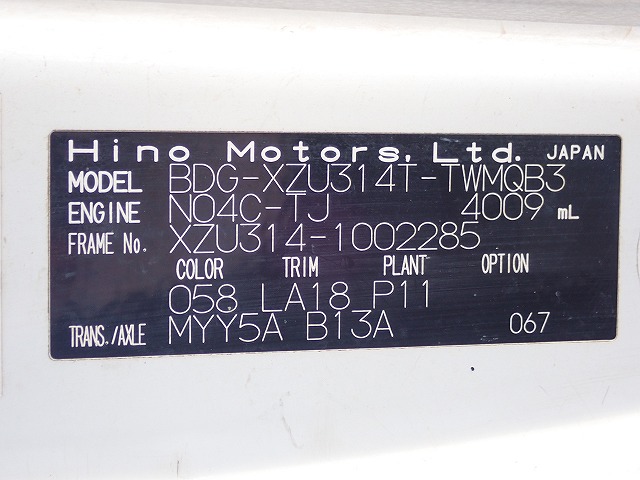 Hino Motors, Ltd. JAPAN
MODEL BDG-XZU314T-TWMQB3
ENGINE N04C-TJ 4009 mL
FRAME No. XZU314-1002285
COLOR TRIM PLANT OPTION
058 LA18 P11
TRANS./AXLE MYY5A B13A 067